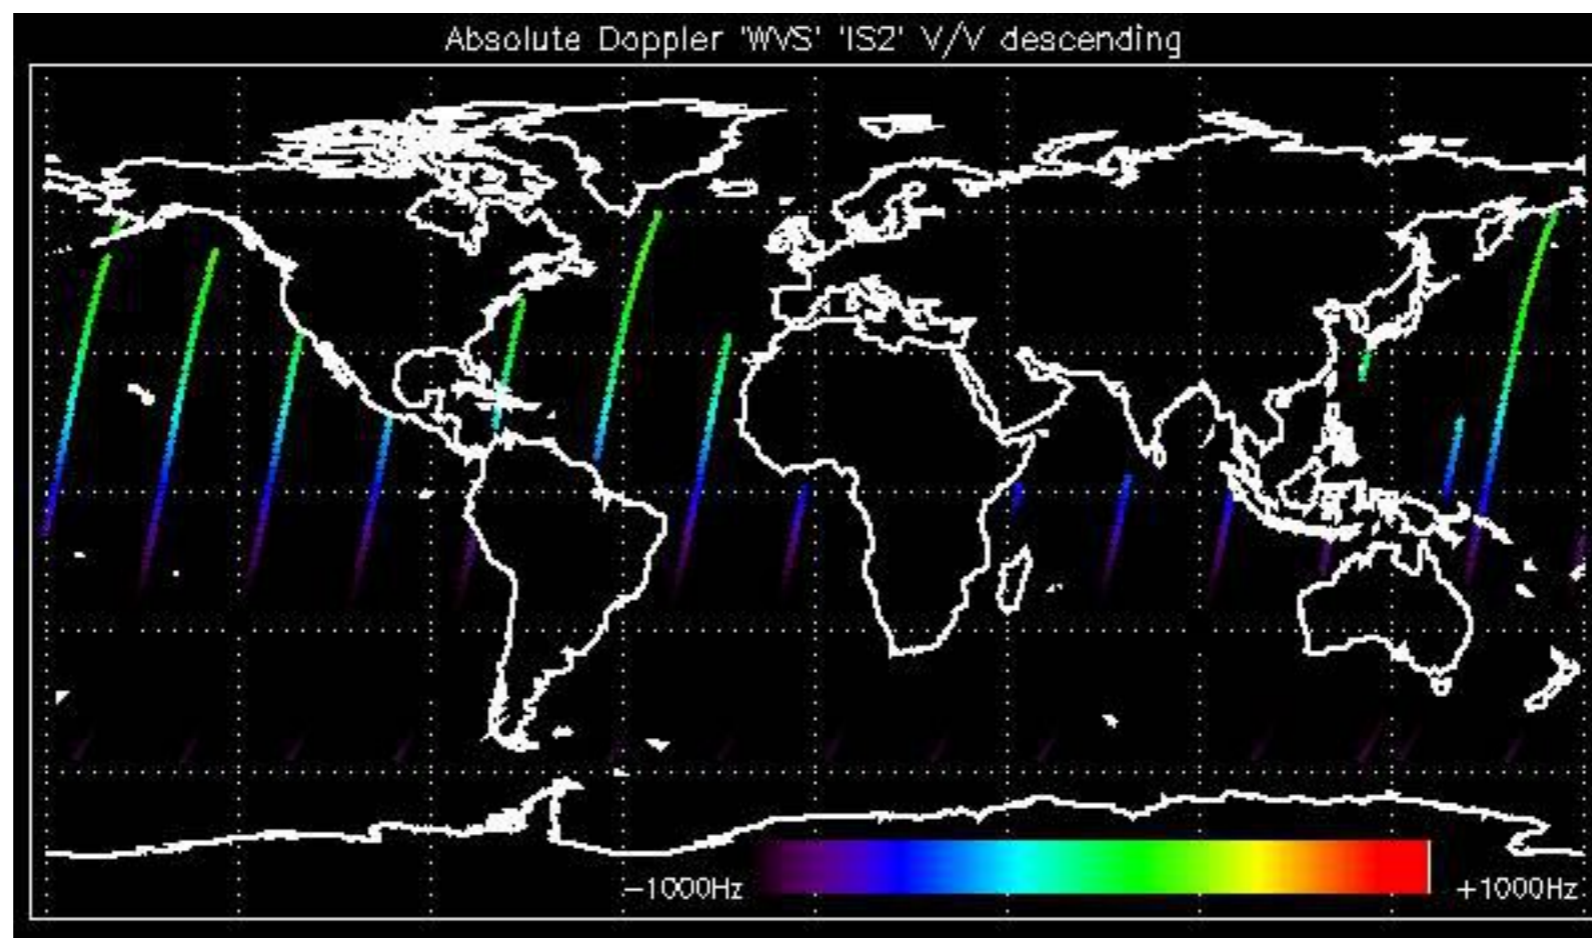 Absolute Doppler 'WVS' 'IS2' V/V descending
−1000Hz
+1000Hz